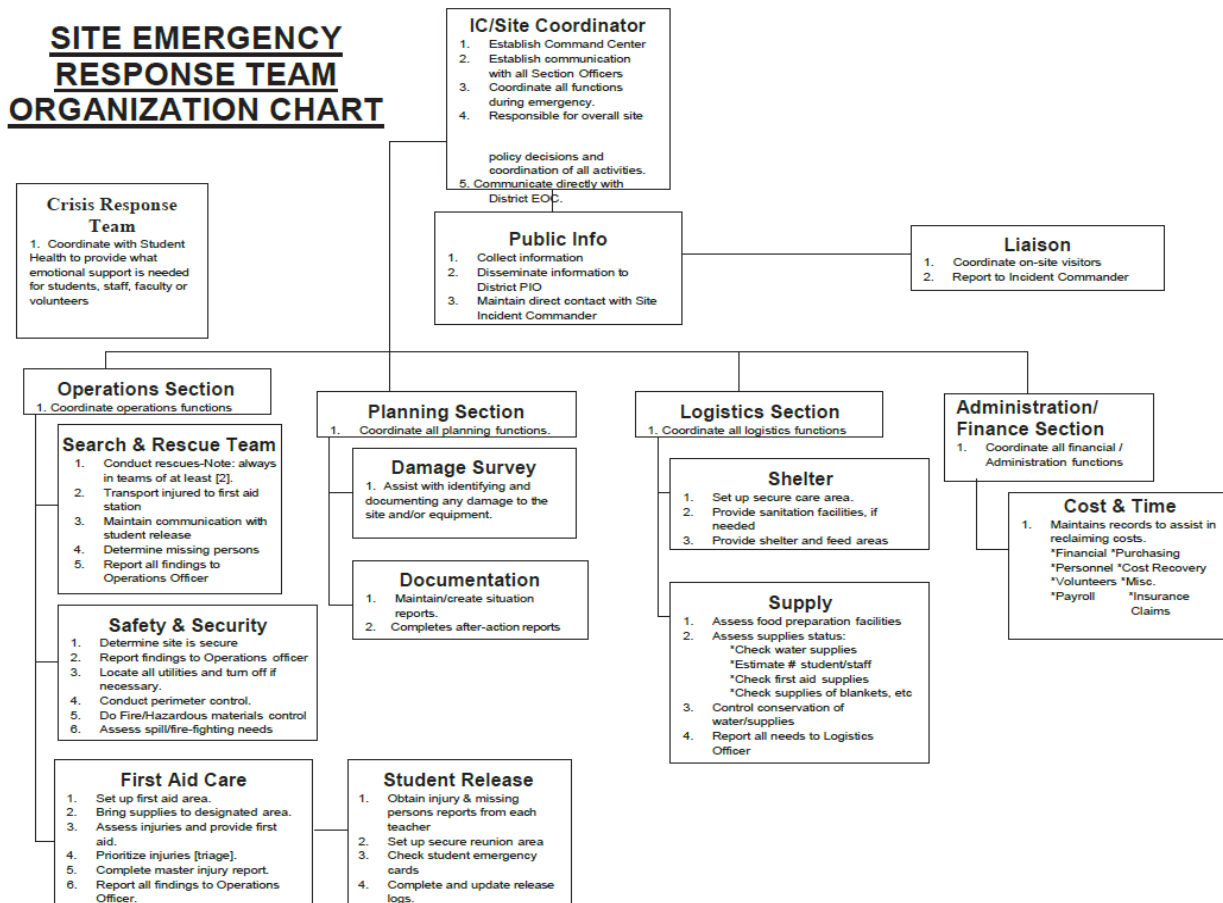 SITE EMERGENCY
RESPONSE TEAM
ORGANIZATION CHART
IC/Site Coordinator
1. Establish Command Center
2. Establish communication
with all Section Officers
3. Coordinate all functions
during emergency.
4. Responsible for overall site
policy decisions and
coordination of all activities.
5. Communicate directly with
District EOC.
Crisis Response
Team
1. Coordinate with Student
Health to provide what
emotional support is needed
for students, staff, faculty or
volunteers
Public Info
1. Collect information
2. Disseminate information to
District PIO
3. Maintain direct contact with Site
Incident Commander
Liaison
1. Coordinate on-site visitors
2. Report to Incident Commander
Operations Section
1. Coordinate operations functions
Search & Rescue Team
1. Conduct rescues-Note: always
in teams of at least [2].
2. Transport injured to first aid
station
3. Maintain communication with
student release
4. Determine missing persons
5. Report all findings to
Operations Officer
Safety & Security
1. Determine site is secure
2. Report findings to Operations officer
3. Locate all utilities and turn off if
necessary.
4. Conduct perimeter control.
5. Do Fire/Hazardous materials control
6. Assess spill/fire-fighting needs
First Aid Care
1. Set up first aid area.
2. Bring supplies to designated area.
3. Assess injuries and provide first
aid.
4. Prioritize injuries [triage].
5. Complete master injury report.
6. Report all findings to Operations
Officer.
Student Release
1. Obtain injury & missing
persons reports from each
teacher
2. Set up secure reunion area
3. Check student emergency
cards
4. Complete and update release
logs.
Planning Section
1. Coordinate all planning functions.
Damage Survey
1. Assist with identifying and
documenting any damage to the
site and/or equipment.
Documentation
1. Maintain/create situation
reports.
2. Completes after-action reports
Logistics Section
1. Coordinate all logistics functions
Shelter
1. Set up secure care area.
2. Provide sanitation facilities, if
needed
3. Provide shelter and feed areas
Supply
1. Assess food preparation facilities
2. Assess supplies status:
*Check water supplies
*Estimate # student/staff
*Check first aid supplies
*Check supplies of blankets, etc
3. Control conservation of
water/supplies
4. Report all needs to Logistics
Officer
Administration/
Finance Section
1. Coordinate all financial /
Administration functions
Cost & Time
1. Maintains records to assist in
reclaiming costs.
*Financial *Purchasing
*Personnel *Cost Recovery
*Volunteers *Misc.
*Payroll *Insurance
Claims